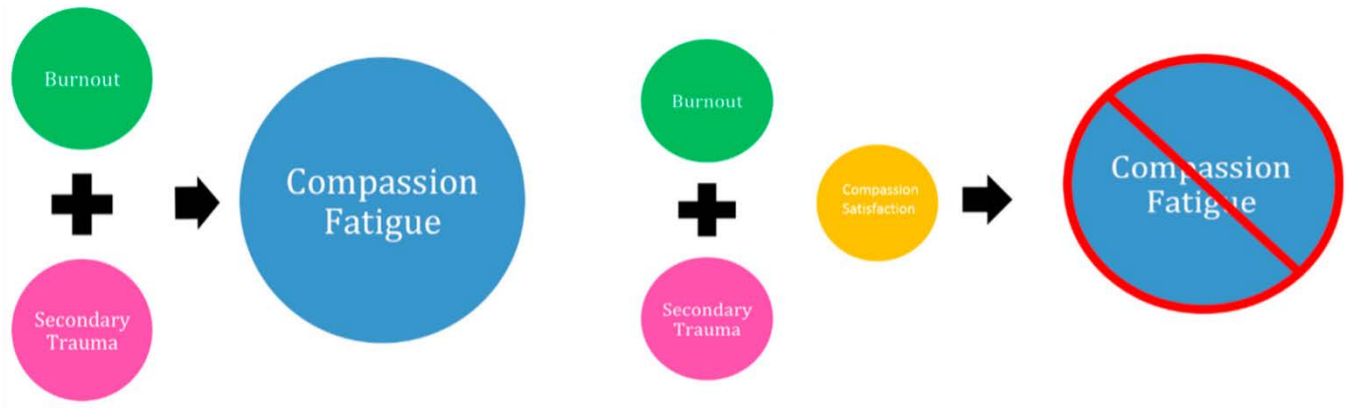 Burnout
Secondary
Trauma
Compassion
Fatigue
Burnout
Secondary
Trauma
Compassion
Satisfaction
Compassion
Fatigue